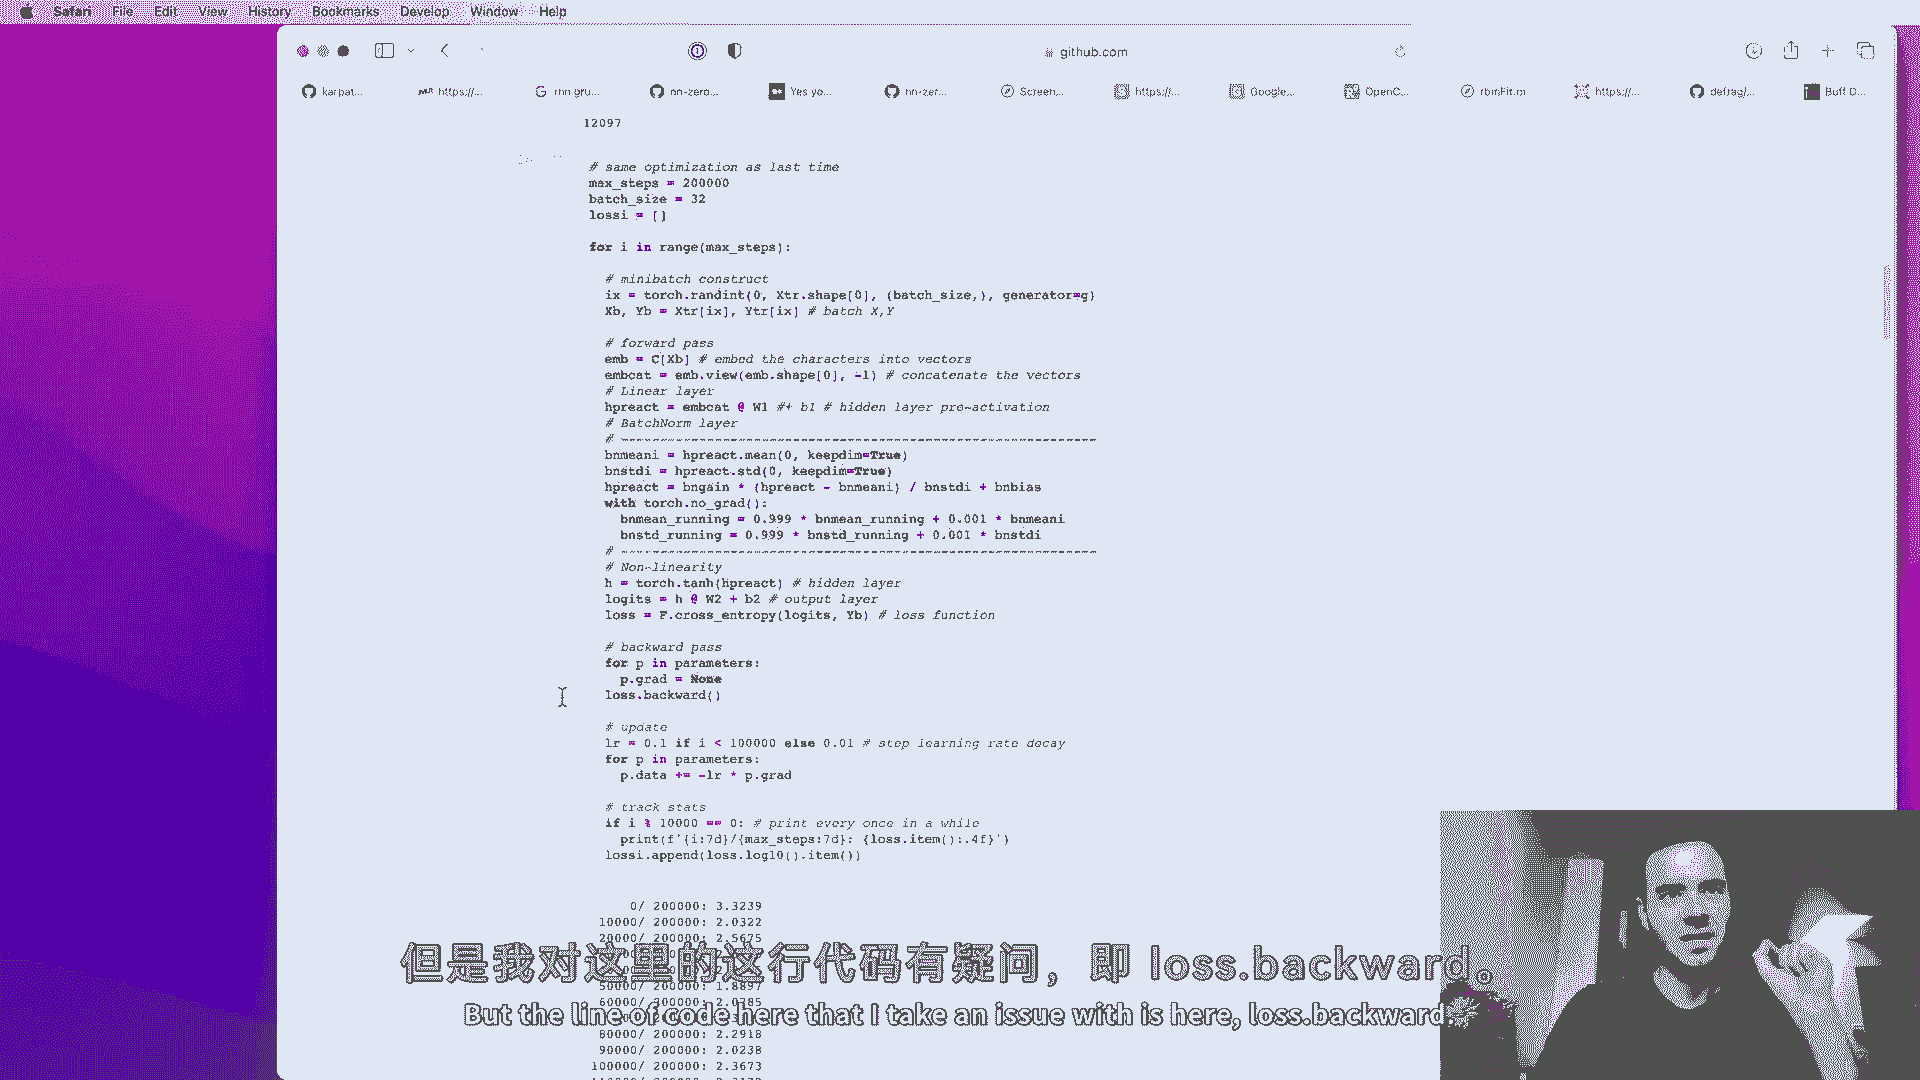 Safari File Edit View History Bookmarks Develop Window Help
github.com
karpat... https://... rnn gru... nn-zero... Yes yo... nn-zer... Screen... https://... Google... OpenC... rbmFit.m https://... defrag/... Buff D...
12097
# same optimization as last time
max_steps = 200000
batch_size = 32
lossi = []
for i in range(max_steps):
# minibatch construct
ix = torch.randint(0, Xtr.shape[0], (batch_size,), generator=g)
Xb, Yb = Xtr[ix], Ytr[ix] # batch X,Y
# forward pass
emb = C[Xb] # embed the characters into vectors
embcat = emb.view(emb.shape[0], -1) # concatenate the vectors
# Linear layer
hpreact = embcat @ W1 #+ b1 # hidden layer pre-activation
# BatchNorm layer
# -------------------------------------------------------------
bnmeani = hpreact.mean(0, keepdim=True)
bnstdi = hpreact.std(0, keepdim=True)
hpreact = bngain * (hpreact - bnmeani) / bnstdi + bnbias
with torch.no_grad():
bnmean_running = 0.999 * bnmean_running + 0.001 * bnmeani
bnstd_running = 0.999 * bnstd_running + 0.001 * bnstdi
# -------------------------------------------------------------
# Non-linearity
h = torch.tanh(hpreact) # hidden layer
logits = h @ W2 + b2 # output layer
loss = F.cross_entropy(logits, Yb) # loss function
# backward pass
for p in parameters:
p.grad = None
loss.backward()
# update
lr = 0.1 if i < 100000 else 0.01 # step learning rate decay
for p in parameters:
p.data += -lr * p.grad
# track stats
if i % 10000 == 0: # print every once in a while
print(f'{i:7d}/{max_steps:7d}: {loss.item():.4f}')
lossi.append(loss.log10().item())
0/ 200000: 3.3239
10000/ 200000: 2.0322
20000/ 200000: 2.5675
但是我对这里的这行代码有疑问，即 loss.backward。
50000/ 200000: 1.8897
60000/ 200000: 2.0785
But the line of code here that I take an issue with is here, loss.backward.
80000/ 200000: 2.2918
90000/ 200000: 2.0238
100000/ 200000: 2.3673